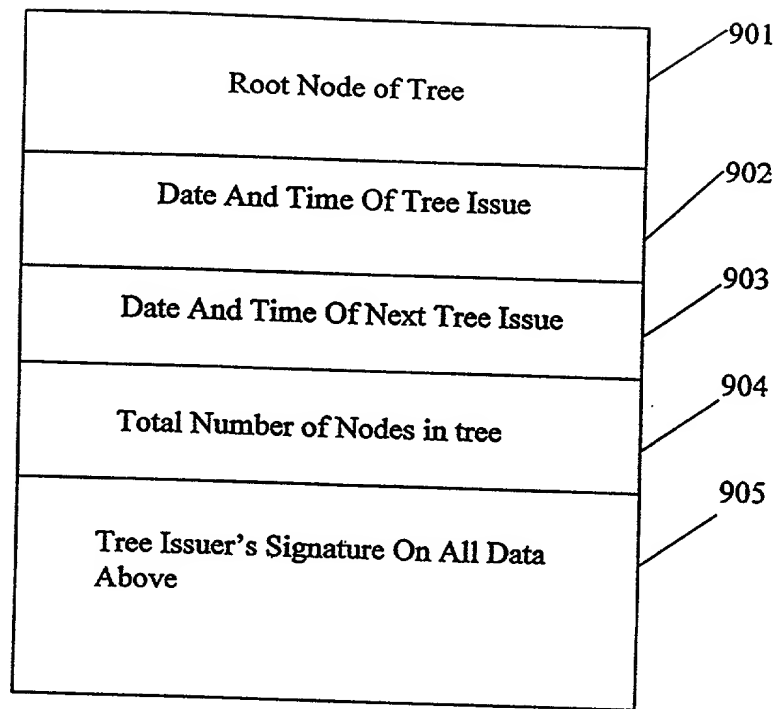 901
Root Node of Tree
902
Date And Time Of Tree Issue
903
Date And Time Of Next Tree Issue
904
Total Number of Nodes in tree
905
Tree Issuer's Signature On All Data
Above